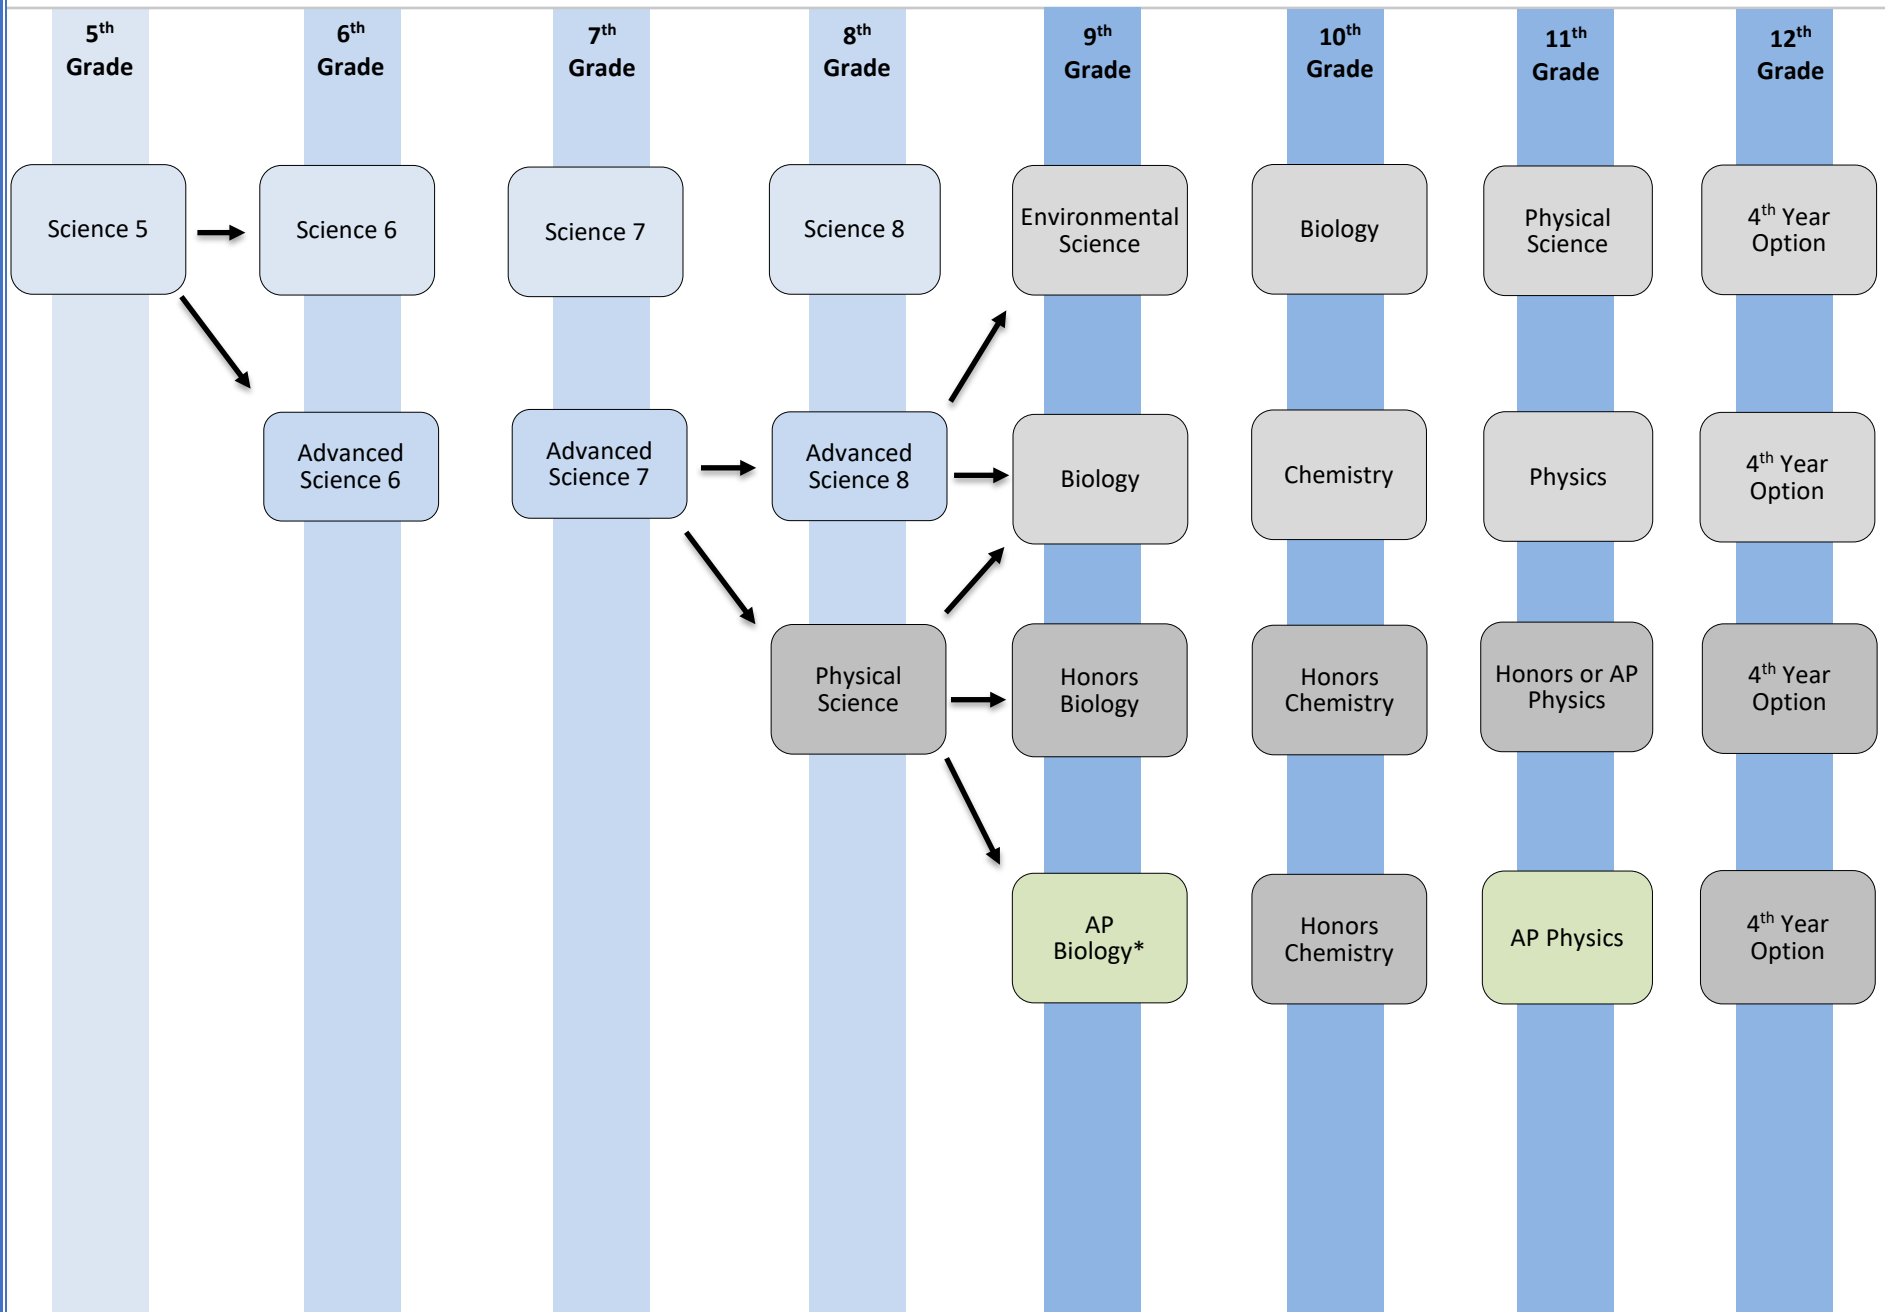 5th
Grade
6th
Grade
7th
Grade
8th
Grade
9th
Grade
10th
Grade
11th
Grade
12th
Grade
Science 5
Science 6
Science 7
Science 8
Environmental
Science
Biology
Physical
Science
4th Year
Option
Advanced
Science 6
Advanced
Science 7
Advanced
Science 8
Biology
Chemistry
Physics
4th Year
Option
Physical
Science
Honors
Biology
Honors
Chemistry
Honors or AP
Physics
4th Year
Option
AP
Biology*
Honors
Chemistry
AP Physics
4th Year
Option